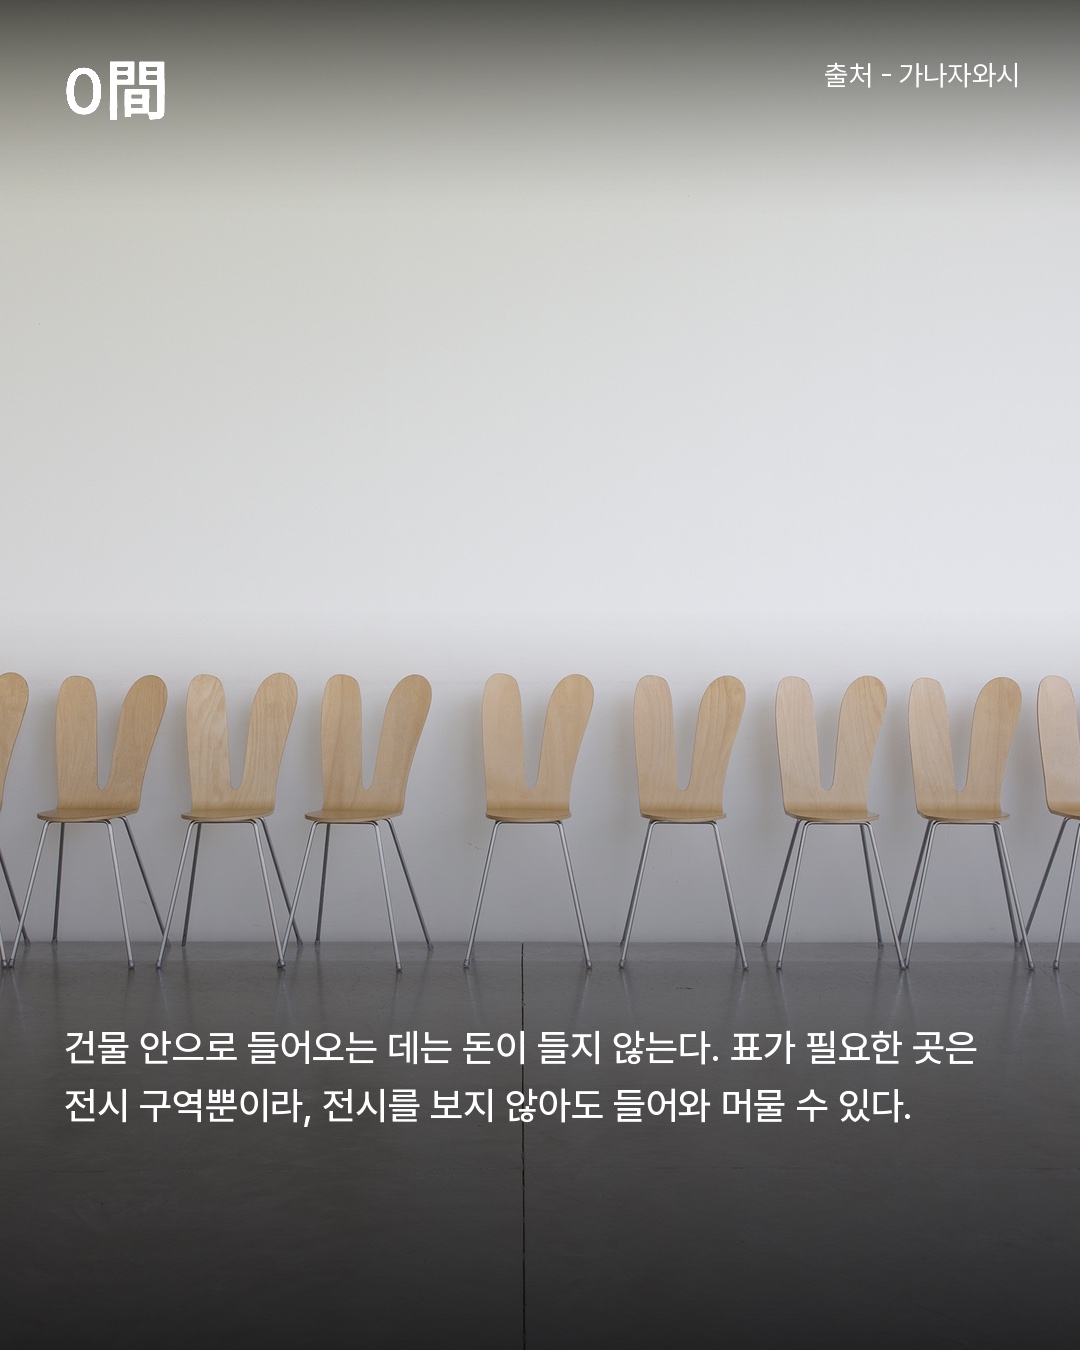 0間
출처 - 가나자와시
건물 안으로 들어오는 데는 돈이 들지 않는다. 표가 필요한 곳은
전시 구역뿐이라, 전시를 보지 않아도 들어와 머물 수 있다.